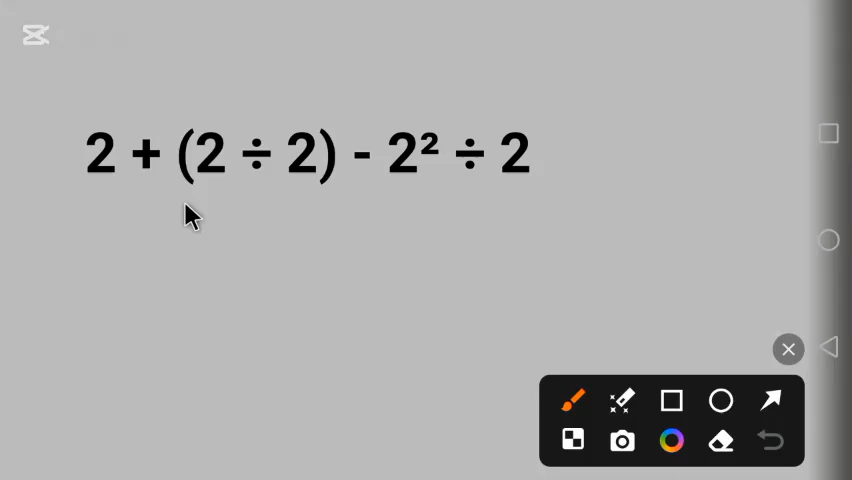 2 + (2 ÷ 2) - 2² ÷ 2